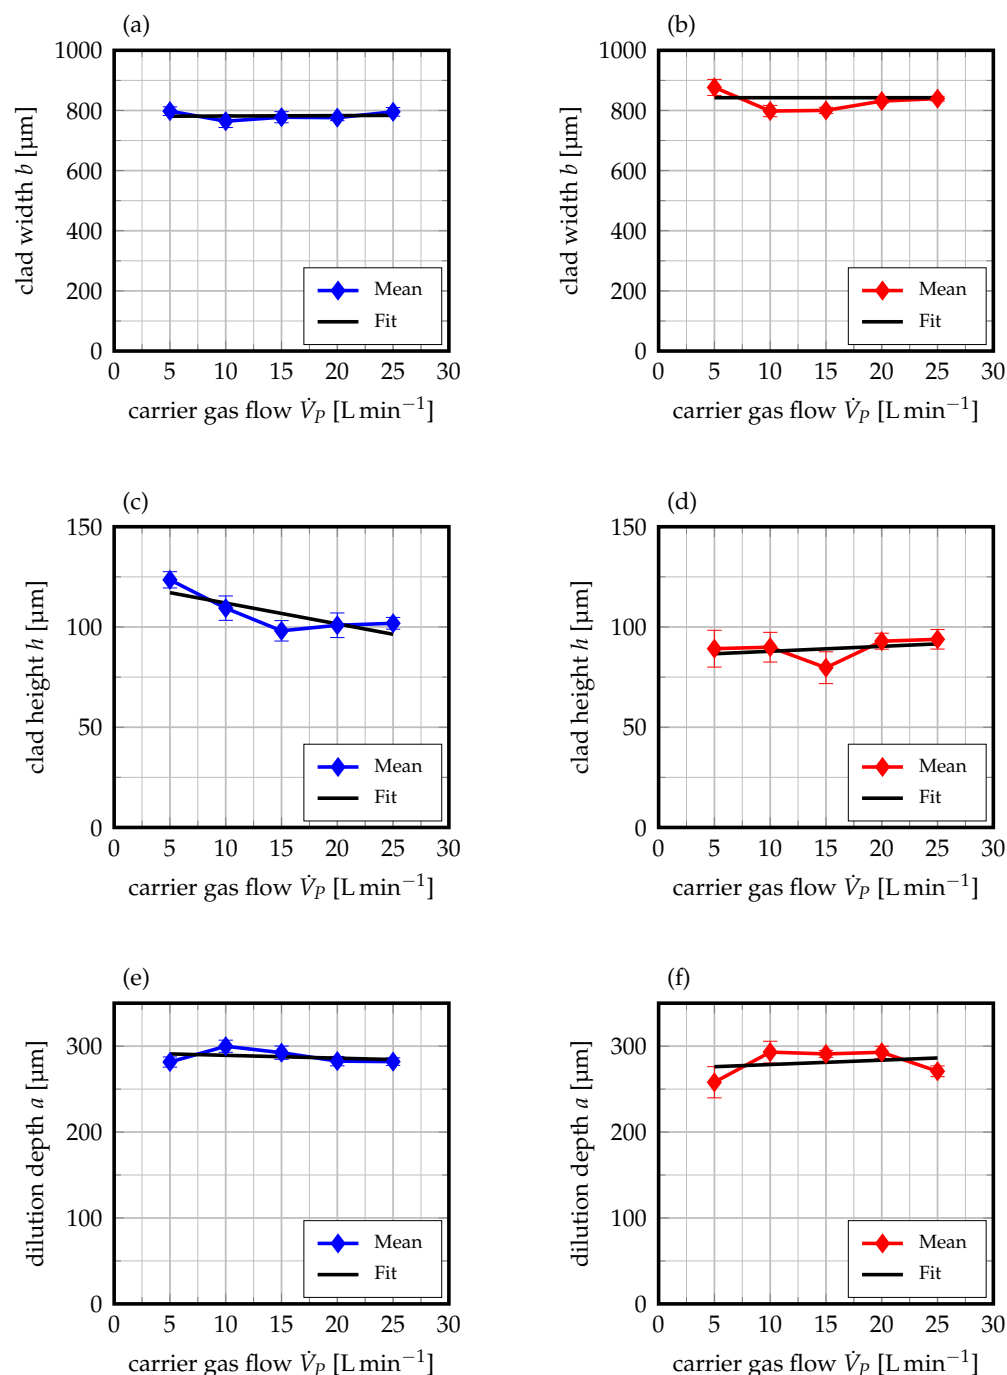 (a)
1000
800
600
400
200
0
clad width b [µm]
Mean
Fit
0 5 10 15 20 25 30
carrier gas flow V̇P [L min−1]
(b)
1000
800
600
400
200
0
clad width b [µm]
Mean
Fit
0 5 10 15 20 25 30
carrier gas flow V̇P [L min−1]
(c)
150
100
50
0
clad height h [µm]
Mean
Fit
0 5 10 15 20 25 30
carrier gas flow V̇P [L min−1]
(d)
150
100
50
0
clad height h [µm]
Mean
Fit
0 5 10 15 20 25 30
carrier gas flow V̇P [L min−1]
(e)
300
200
100
0
dilution depth a [µm]
Mean
Fit
0 5 10 15 20 25 30
carrier gas flow V̇P [L min−1]
(f)
300
200
100
0
dilution depth a [µm]
Mean
Fit
0 5 10 15 20 25 30
carrier gas flow V̇P [L min−1]